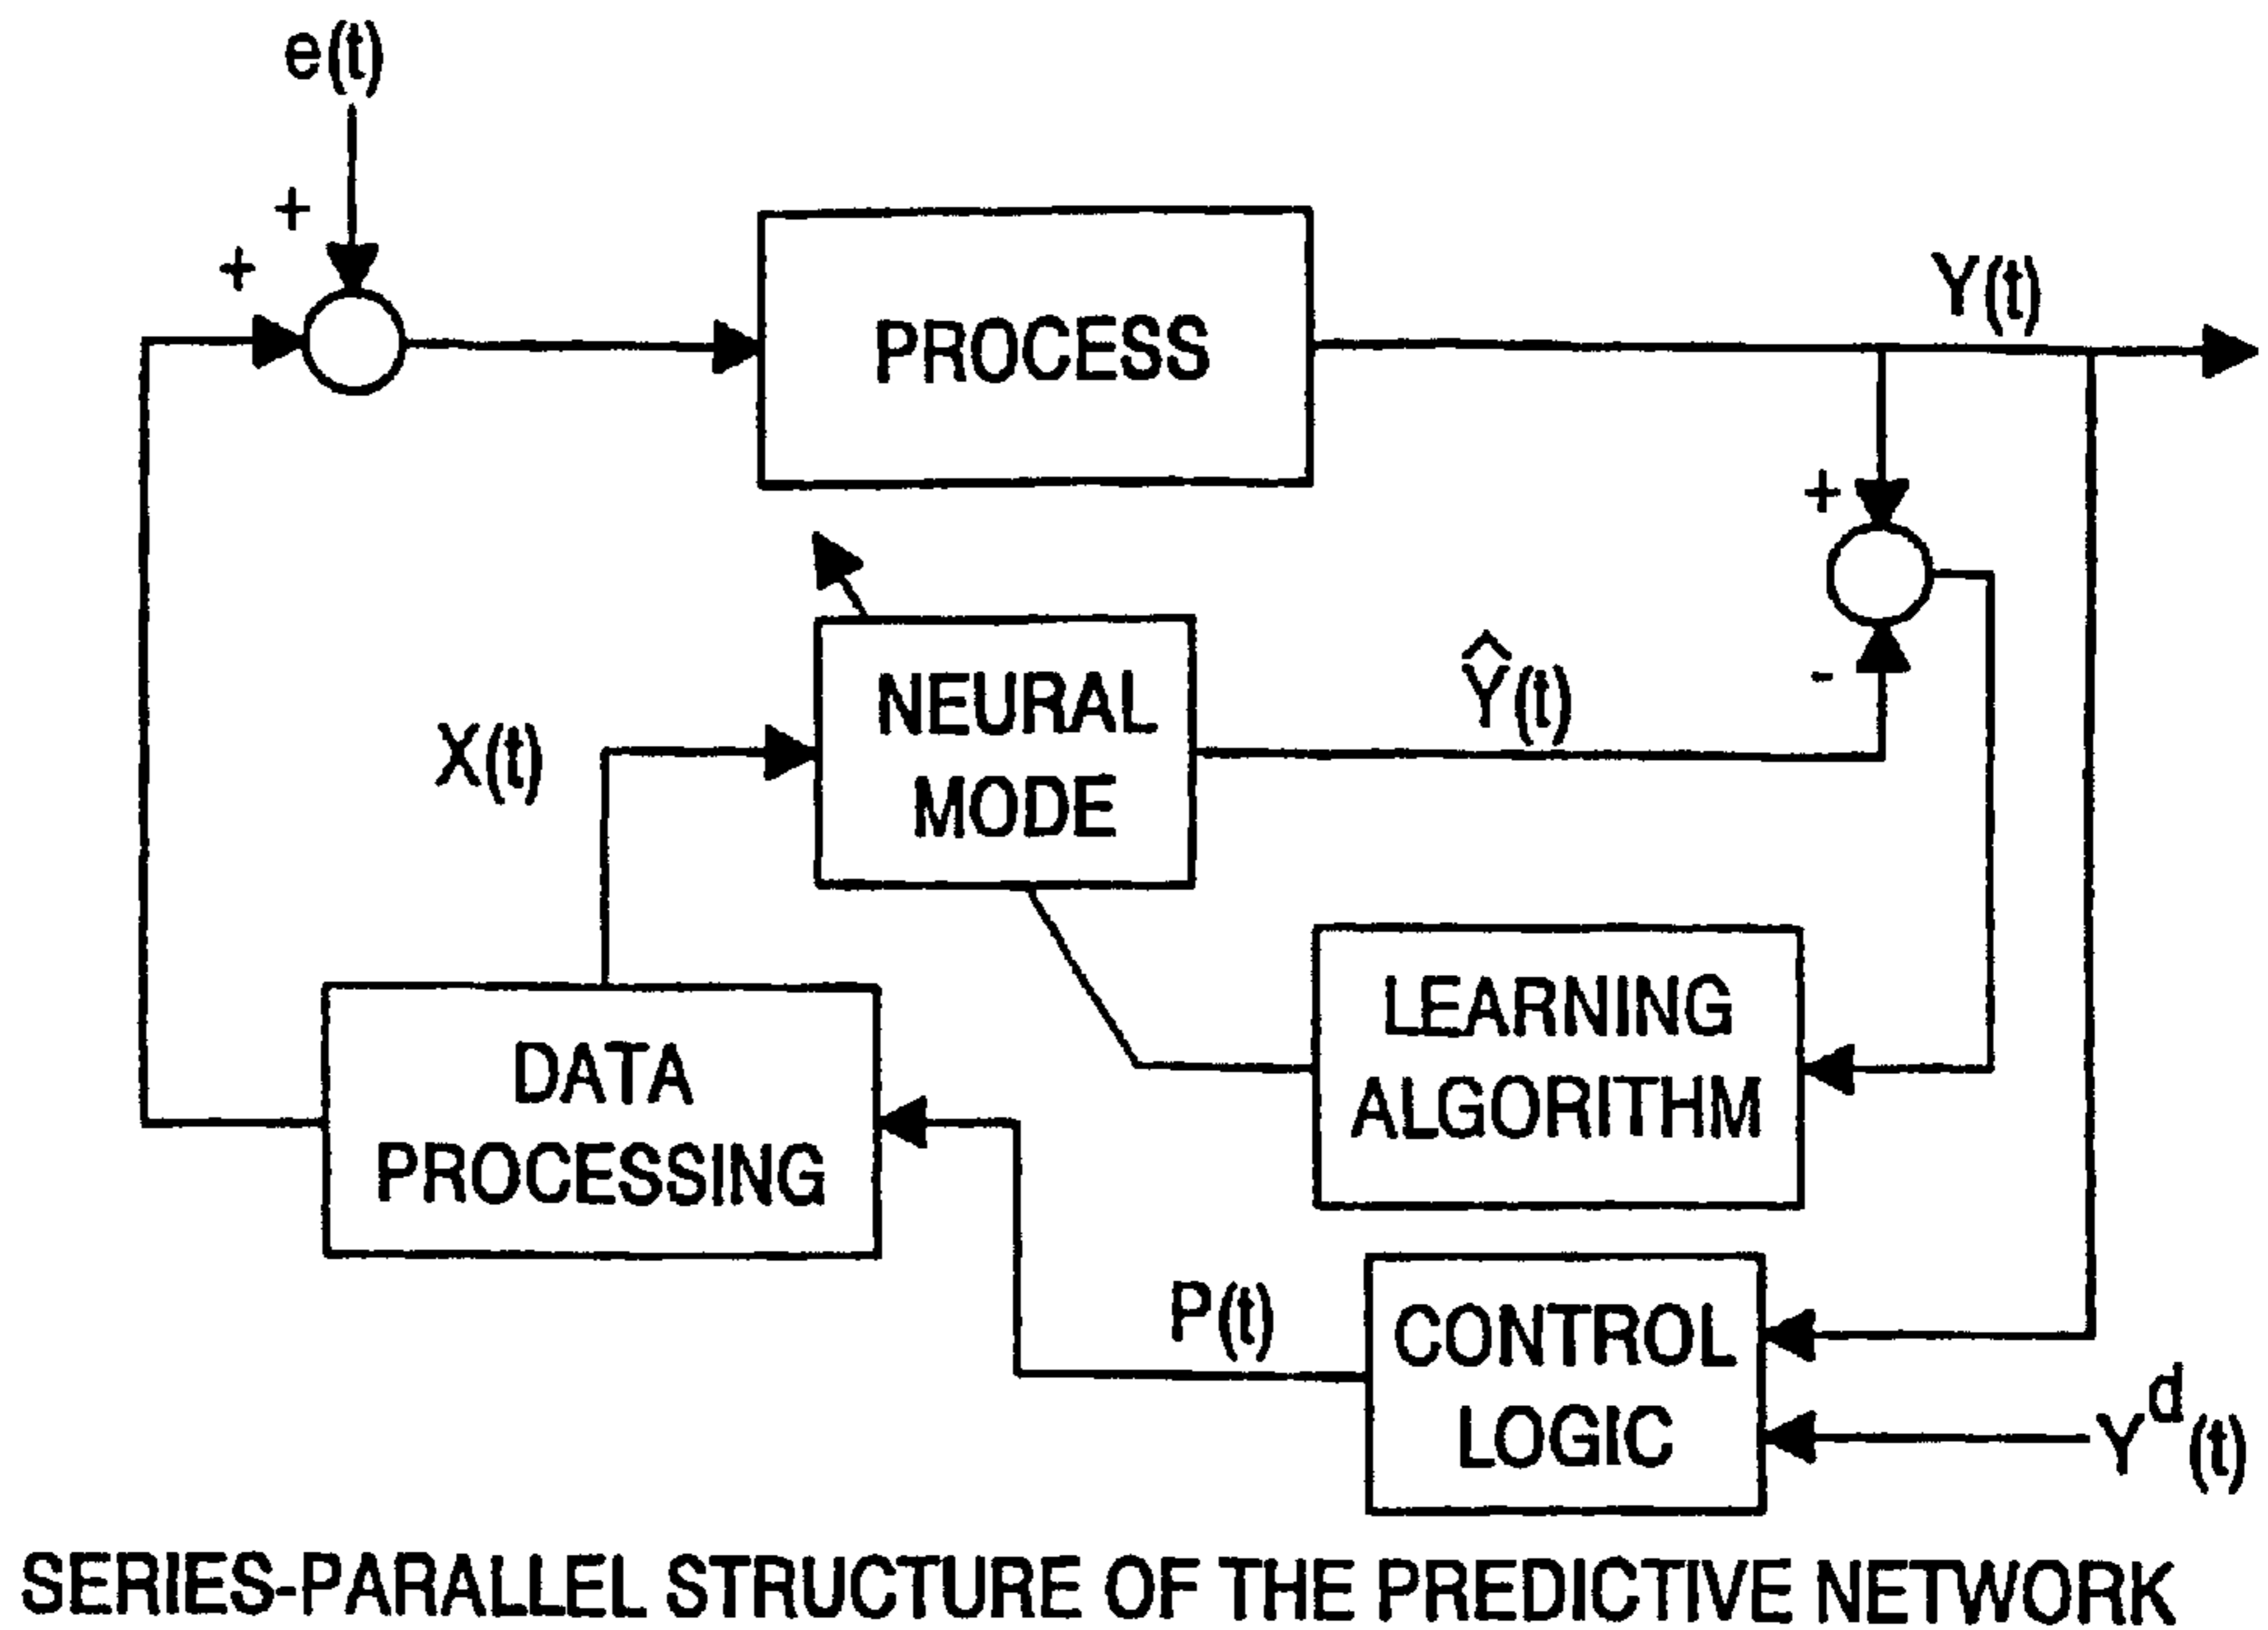 e(t)
+
+
PROCESS
Y(t)
+
-
NEURAL
MODE
Ŷ(t)
X(t)
LEARNING
ALGORITHM
DATA
PROCESSING
P(t)
CONTROL
LOGIC
Y^d(t)
SERIES-PARALLEL STRUCTURE OF THE PREDICTIVE NETWORK